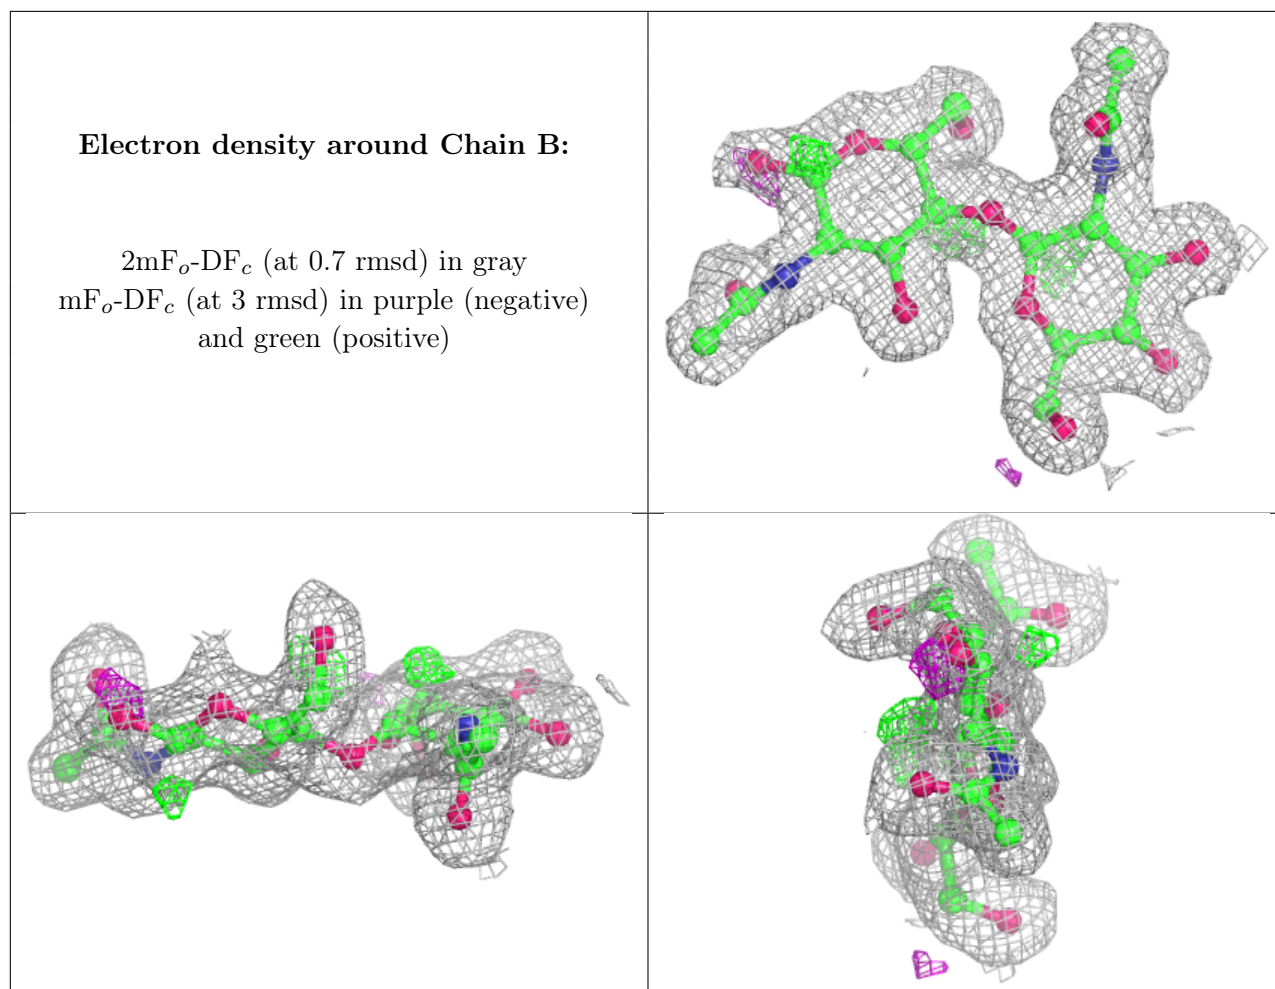 Electron density around Chain B:
2mFₒ-DF𝒸 (at 0.7 rmsd) in gray
mFₒ-DF𝒸 (at 3 rmsd) in purple (negative)
and green (positive)